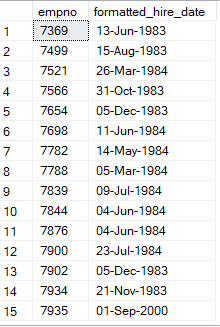 empno formatted_hire_date
1 7369 13-Jun-1983
2 7499 15-Aug-1983
3 7521 26-Mar-1984
4 7566 31-Oct-1983
5 7654 05-Dec-1983
6 7698 11-Jun-1984
7 7782 14-May-1984
8 7788 05-Mar-1984
9 7839 09-Jul-1984
10 7844 04-Jun-1984
11 7876 04-Jun-1984
12 7900 23-Jul-1984
13 7902 05-Dec-1983
14 7934 21-Nov-1983
15 7935 01-Sep-2000